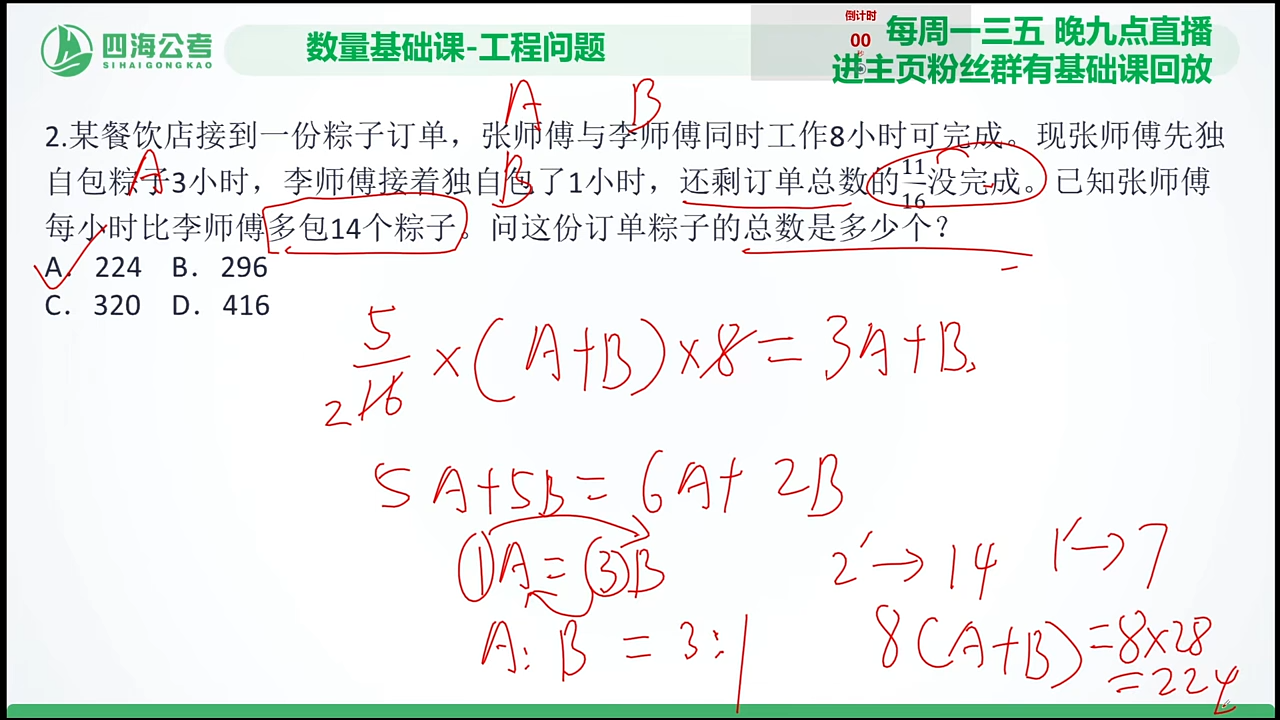 四海公考
SIHAIGONGKAO
数量基础课-工程问题
倒计时
00
秒
每周一三五 晚九点直播
进主页粉丝群有基础课回放
A B
2.某餐饮店接到一份粽子订单，张师傅与李师傅同时工作8小时可完成。现张师傅先独
A B
自包粽子3小时，李师傅接着独自包了1小时，还剩订单总数的11/16没完成。已知张师傅
每小时比李师傅多包14个粽子。问这份订单粽子的总数是多少个？
A. 224 B. 296
C. 320 D. 416
5/16 × (A+B) × 8 = 3A+B
2
5A+5B = 6A+2B
①A = ③B
2′→14 1′→7
A:B = 3:1
8(A+B) = 8×28
=224